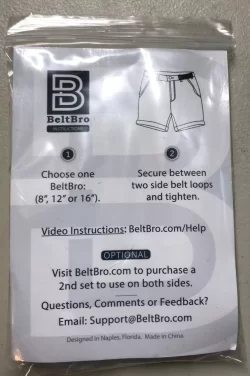 B
BeltBro
INSTRUCTIONS
1
Choose one
BeltBro:
(8", 12" or 16").
2
Secure between
two side belt loops
and tighten.
Video Instructions: BeltBro.com/Help
OPTIONAL
Visit BeltBro.com to purchase a
2nd set to use on both sides.
Questions, Comments or Feedback?
Email: Support@BeltBro.com
Designed in Naples, Florida. Made in China.